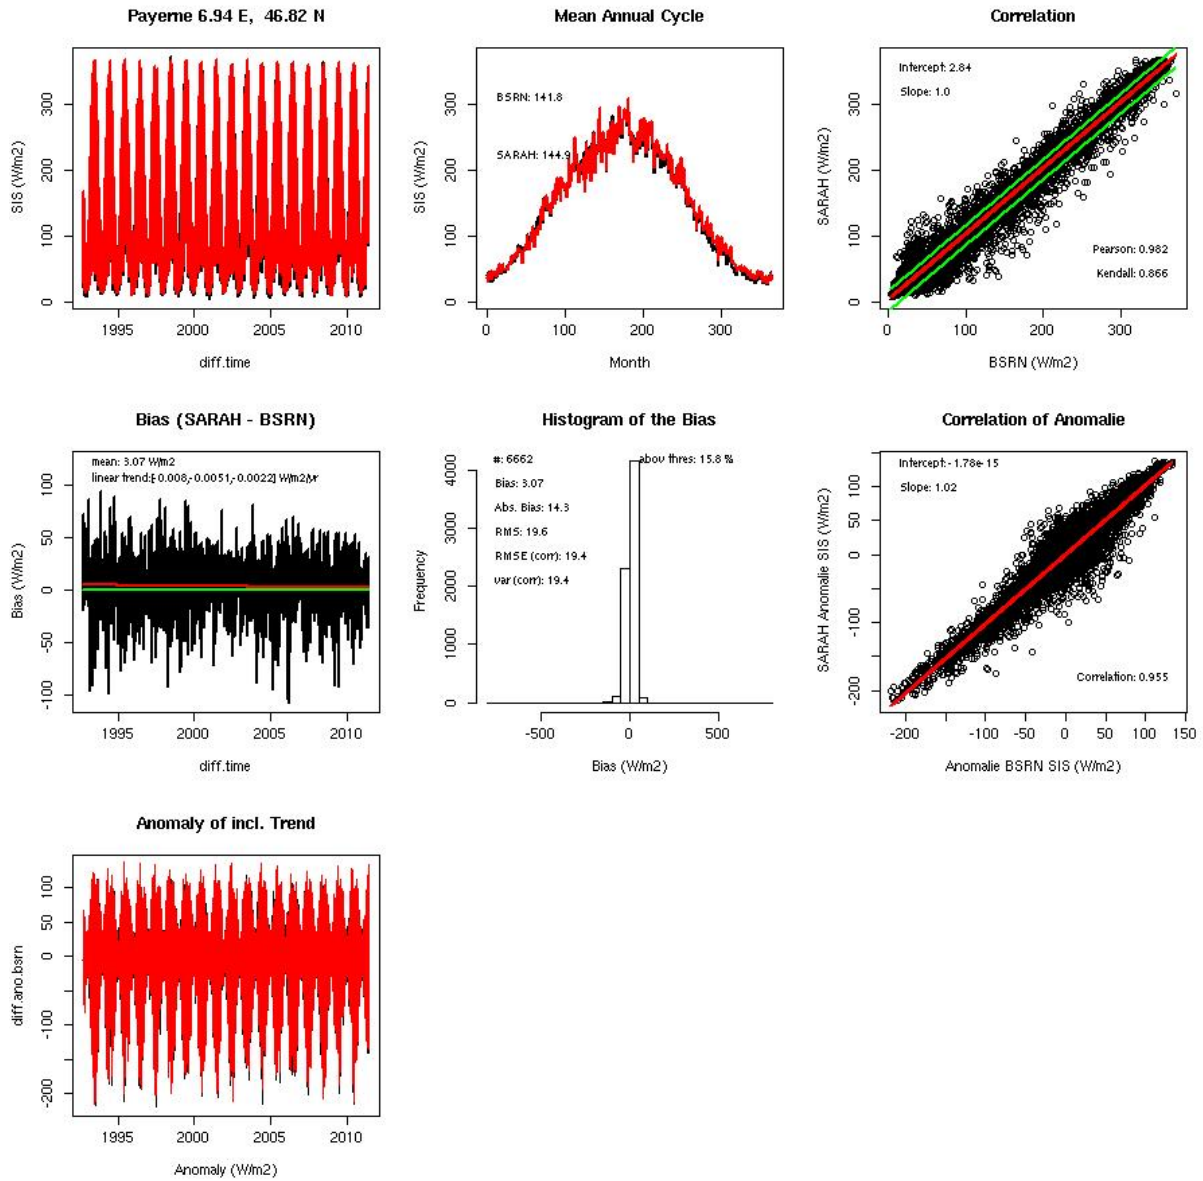 Payerne 6.94 E, 46.82 N
SIS (W/m2)
0 100 200 300
1995 2000 2005 2010
diff.time
Mean Annual Cycle
BSRN: 141.8
SARAH: 144.9
SIS (W/m2)
0 100 200 300
0 100 200 300
Month
Correlation
Intercept: 2.84
Slope: 1.0
Pearson: 0.982
Kendall: 0.866
SARAH (W/m2)
0 100 200 300
0 100 200 300
BSRN (W/m2)
Bias (SARAH - BSRN)
mean: 3.07 W/m2
linear trend:[-0.008,-0.0051,-0.0022] W/m2/yr
Bias (W/m2)
-100 -50 0 50 100
1995 2000 2005 2010
diff.time
Histogram of the Bias
#: 6662
abov thres: 15.8 %
Bias: 3.07
Abs. Bias: 14.3
RMS: 19.6
RMSE (corr): 19.4
var (corr): 19.4
Frequency
0 1000 2000 3000 4000
-500 0 500
Bias (W/m2)
Correlation of Anomalie
Intercept: -1.78e-15
Slope: 1.02
Correlation: 0.955
SARAH Anomalie SIS (W/m2)
-200 -100 0 50 100
-200 -100 -50 0 50 100 150
Anomalie BSRN SIS (W/m2)
Anomaly of incl. Trend
diff.ano.bsrn
-200 -100 0 50 100
1995 2000 2005 2010
Anomaly (W/m2)